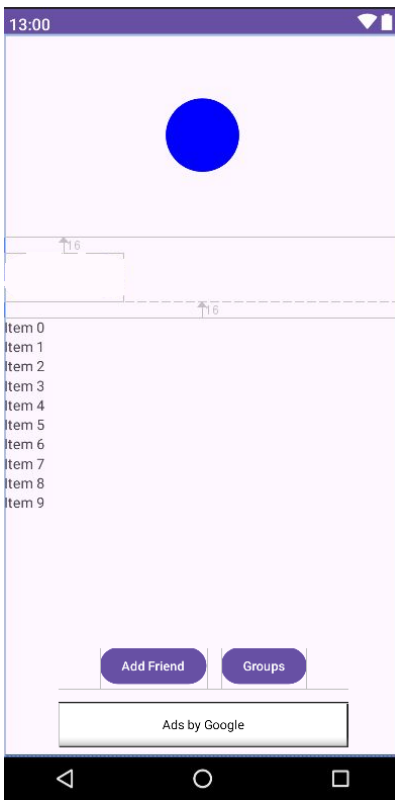 13:00
16
16
Item 0
Item 1
Item 2
Item 3
Item 4
Item 5
Item 6
Item 7
Item 8
Item 9
Add Friend Groups
Ads by Google